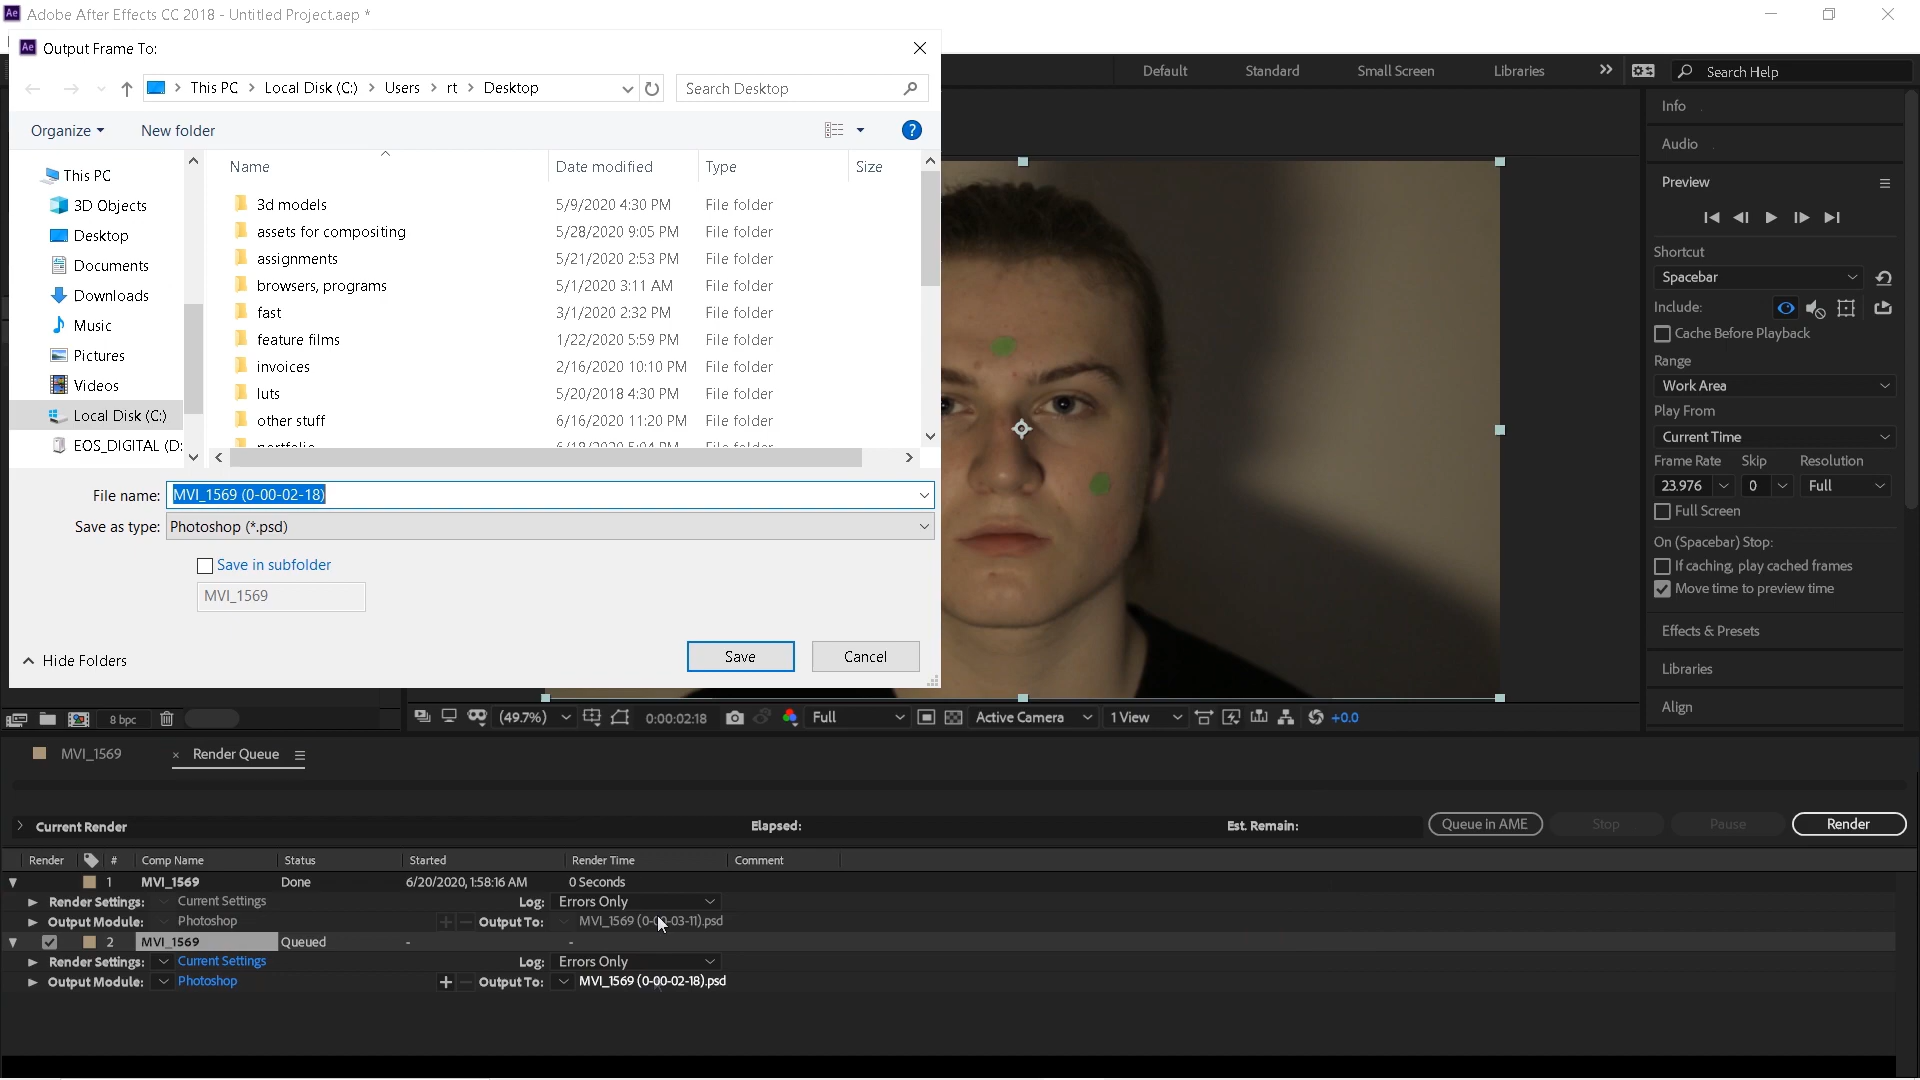 Adobe After Effects CC 2018 - Untitled Project.aep *
Output Frame To:
This PC > Local Disk (C:) > Users > rt > Desktop
Search Desktop
Organize
New folder
This PC
3D Objects
Desktop
Documents
Downloads
Music
Pictures
Videos
Local Disk (C:)
EOS_DIGITAL (D:
Name Date modified Type Size
3d models 5/9/2020 4:30 PM File folder
assets for compositing 5/28/2020 9:05 PM File folder
assignments 5/21/2020 2:53 PM File folder
browsers, programs 5/1/2020 3:11 AM File folder
fast 3/1/2020 2:32 PM File folder
feature films 1/22/2020 5:59 PM File folder
invoices 2/16/2020 10:10 PM File folder
luts 5/20/2018 4:30 PM File folder
other stuff 6/16/2020 11:20 PM File folder
File name: MVI_1569 (0-00-02-18)
Save as type: Photoshop (*.psd)
Save in subfolder
MVI_1569
Hide Folders
Save
Cancel
Default Standard Small Screen Libraries
Search Help
Info
Audio
Preview
Shortcut
Spacebar
Include:
Cache Before Playback
Range
Work Area
Play From
Current Time
Frame Rate Skip Resolution
23.976 0 Full
Full Screen
On (Spacebar) Stop:
If caching, play cached frames
Move time to preview time
Effects & Presets
Libraries
Align
8 bpc
(49.7%) 0:00:02:18 Full Active Camera 1 View +0.0
MVI_1569
Render Queue
Current Render Elapsed: Est. Remain:
Queue in AME Stop Pause Render
Render # Comp Name Status Started Render Time Comment
1 MVI_1569 Done 6/20/2020, 1:58:16 AM 0 Seconds
Render Settings: Current Settings Log: Errors Only
Output Module: Photoshop Output To: MVI_1569 (0-00-03-11).psd
2 MVI_1569 Queued - -
Render Settings: Current Settings Log: Errors Only
Output Module: Photoshop + Output To: MVI_1569 (0-00-02-18).psd